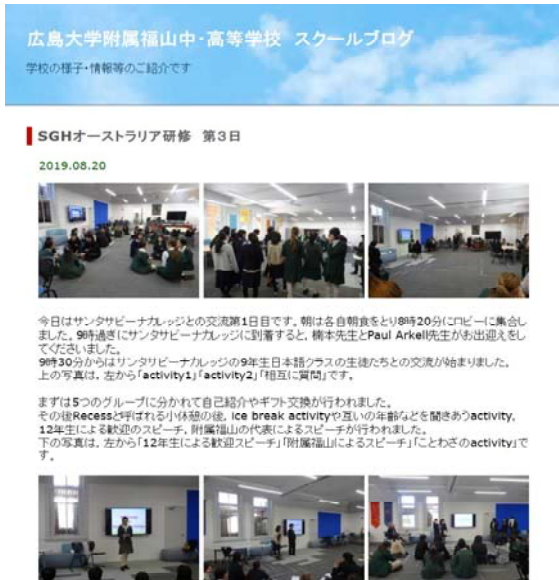 広島大学附属福山中・高等学校 スクールブログ
学校の様子・情報等のご紹介です
SGHオーストラリア研修 第3日
2019.08.20
今日はサンタサビーナカレッジとの交流第1日目です。朝は各自朝食をとり8時20分にロビーに集合し
ました。9時過ぎにサンタサビーナカレッジに到着すると、楠本先生とPaul Arkell先生がお出迎えをし
てくださいました。
9時30分からはサンタサビーナカレッジの9年生日本語クラスの生徒たちとの交流が始まりました。
上の写真は、左から「activity1」「activity2」「相互に質問」です。
まずは5つのグループに分かれて自己紹介やギフト交換が行われました。
その後Recessと呼ばれる小休憩の後、ice break activityや互いの年齢などを聞きあうactivity、
12年生による歓迎のスピーチ、附属福山の代表によるスピーチが行われました。
下の写真は、左から「12年生による歓迎スピーチ」「附属福山によるスピーチ」「ことわざのactivity」で
す。